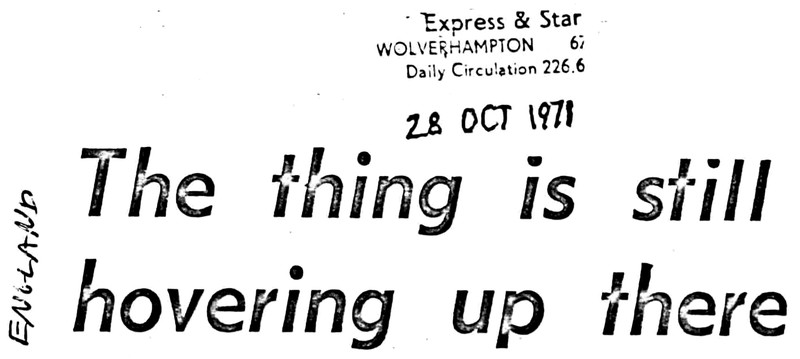 Express & Star
WOLVERHAMPTON 67
Daily Circulation 226.6
28 OCT 1971
ENGLAND
The thing is still
hovering up there